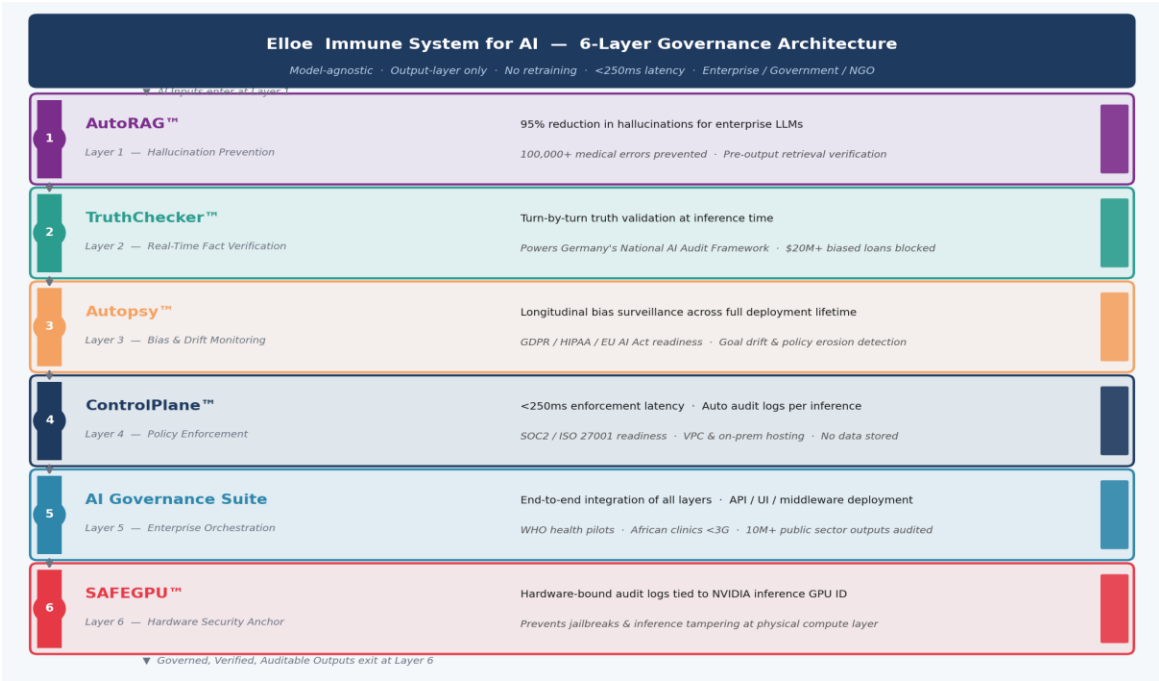 Elloe Immune System for AI — 6-Layer Governance Architecture
Model-agnostic · Output-layer only · No retraining · <250ms latency · Enterprise / Government / NGO
▼ AI Inputs enter at Layer 1
1
AutoRAG™
95% reduction in hallucinations for enterprise LLMs
Layer 1 — Hallucination Prevention
100,000+ medical errors prevented · Pre-output retrieval verification
2
TruthChecker™
Turn-by-turn truth validation at inference time
Layer 2 — Real-Time Fact Verification
Powers Germany's National AI Audit Framework · $20M+ biased loans blocked
3
Autopsy™
Longitudinal bias surveillance across full deployment lifetime
Layer 3 — Bias & Drift Monitoring
GDPR / HIPAA / EU AI Act readiness · Goal drift & policy erosion detection
4
ControlPlane™
<250ms enforcement latency · Auto audit logs per inference
Layer 4 — Policy Enforcement
SOC2 / ISO 27001 readiness · VPC & on-prem hosting · No data stored
5
AI Governance Suite
End-to-end integration of all layers · API / UI / middleware deployment
Layer 5 — Enterprise Orchestration
WHO health pilots · African clinics <3G · 10M+ public sector outputs audited
6
SAFEGPU™
Hardware-bound audit logs tied to NVIDIA inference GPU ID
Layer 6 — Hardware Security Anchor
Prevents jailbreaks & inference tampering at physical compute layer
▼ Governed, Verified, Auditable Outputs exit at Layer 6